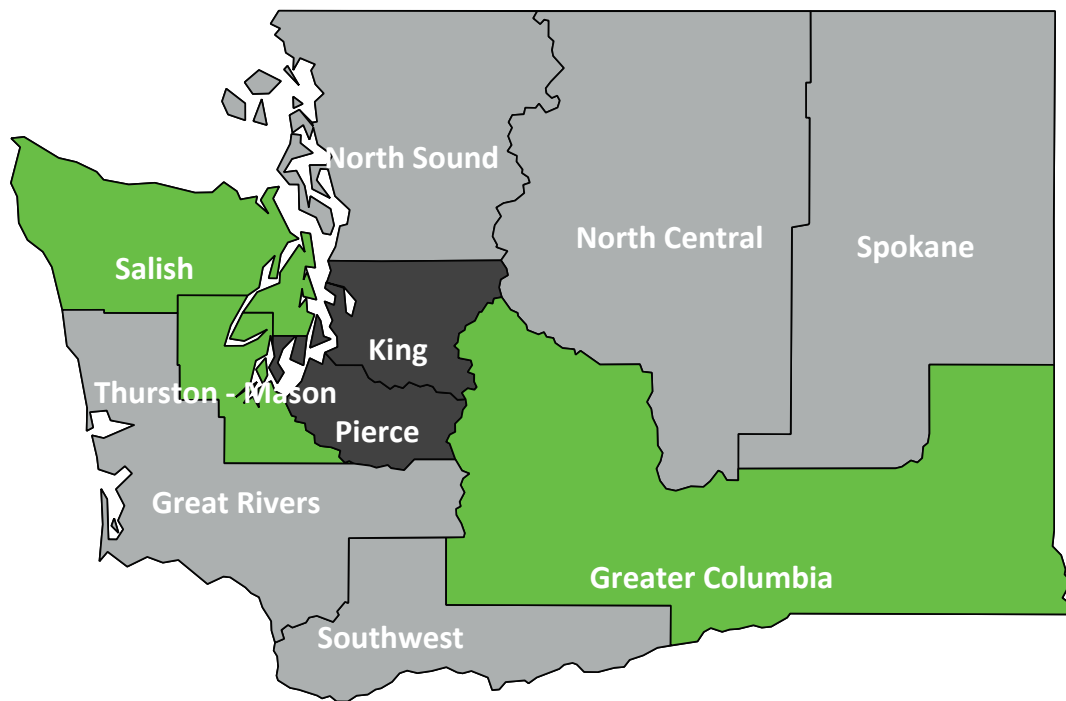 North Sound
North Central
Spokane
Salish
King
Thurston - Mason
Pierce
Great Rivers
Greater Columbia
Southwest